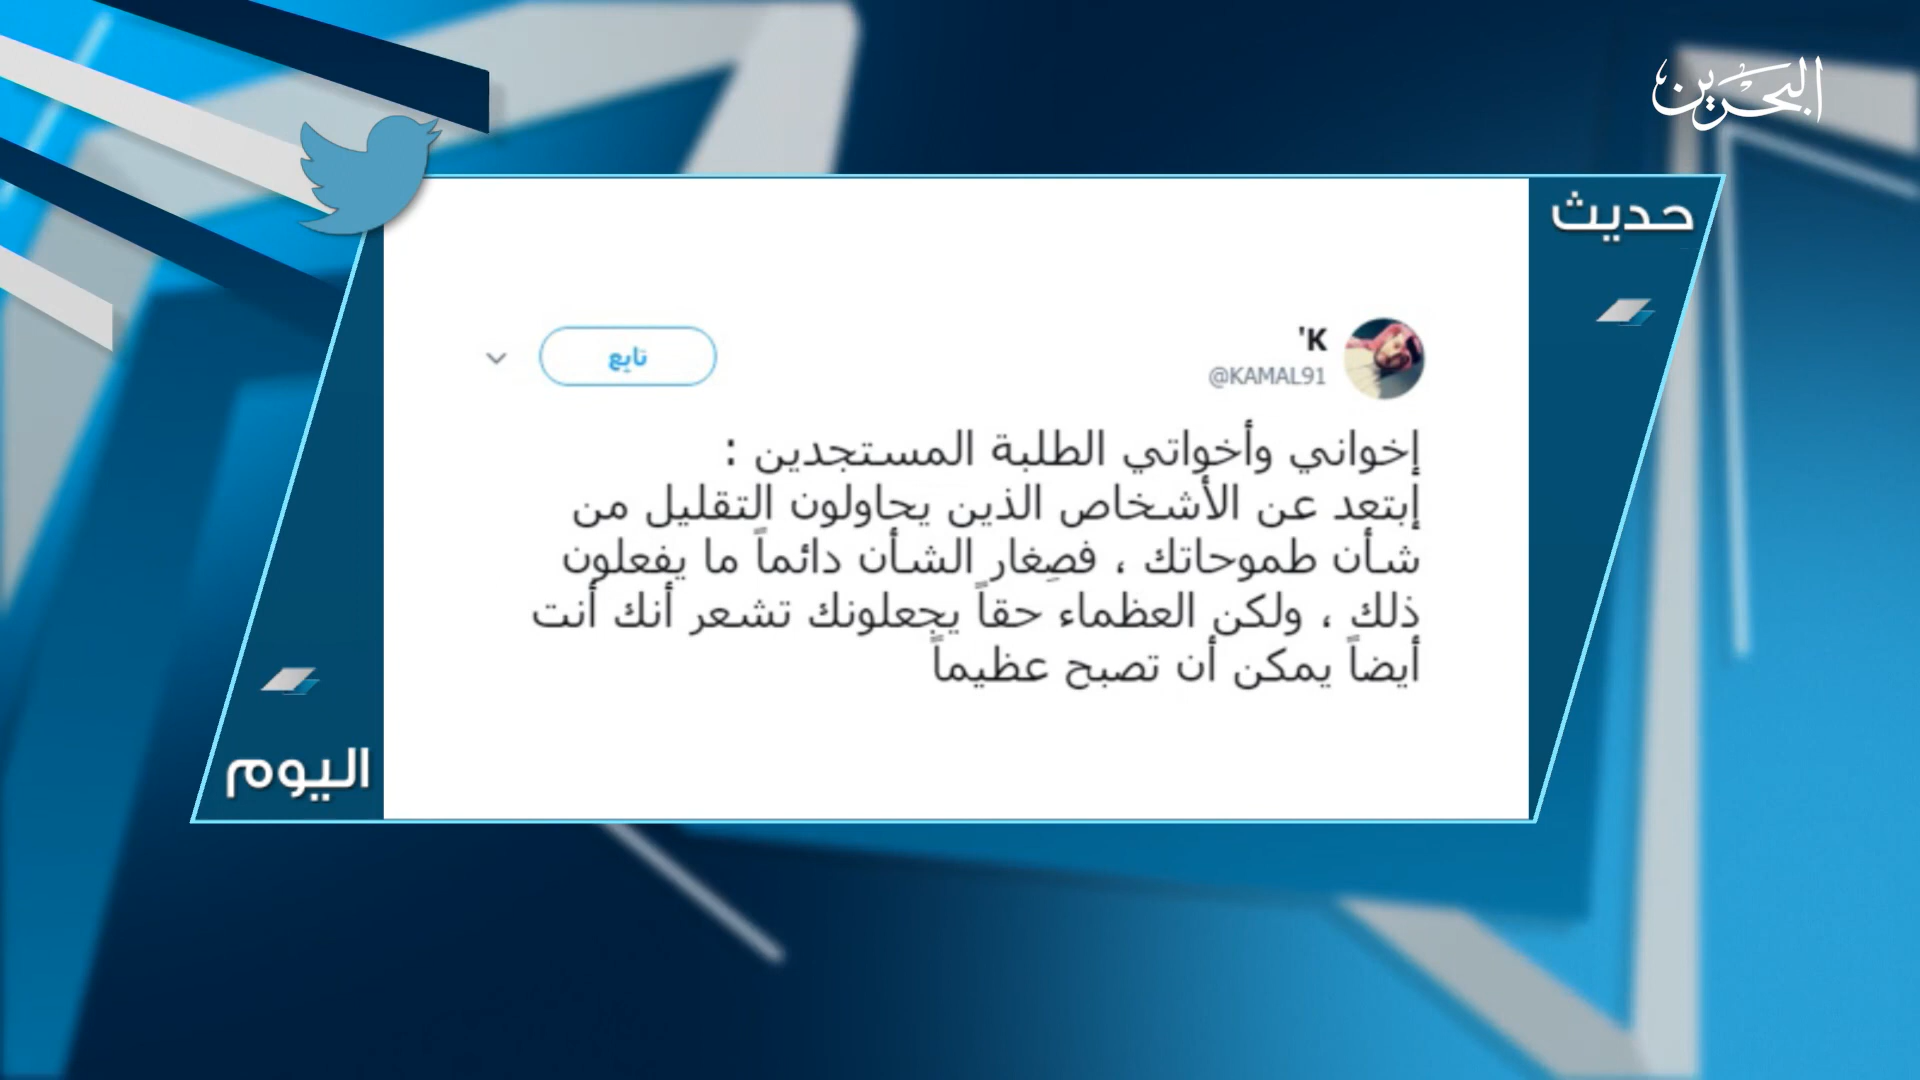 البحرين
حديث
'K
@KAMAL91
تابع
إخواني وأخواتي الطلبة المستجدين :
إبتعد عن الأشخاص الذين يحاولون التقليل من
شأن طموحاتك ، فصِغار الشأن دائماً ما يفعلون
ذلك ، ولكن العظماء حقاً يجعلونك تشعر أنك أنت
أيضاً يمكن أن تصبح عظيماً
اليوم